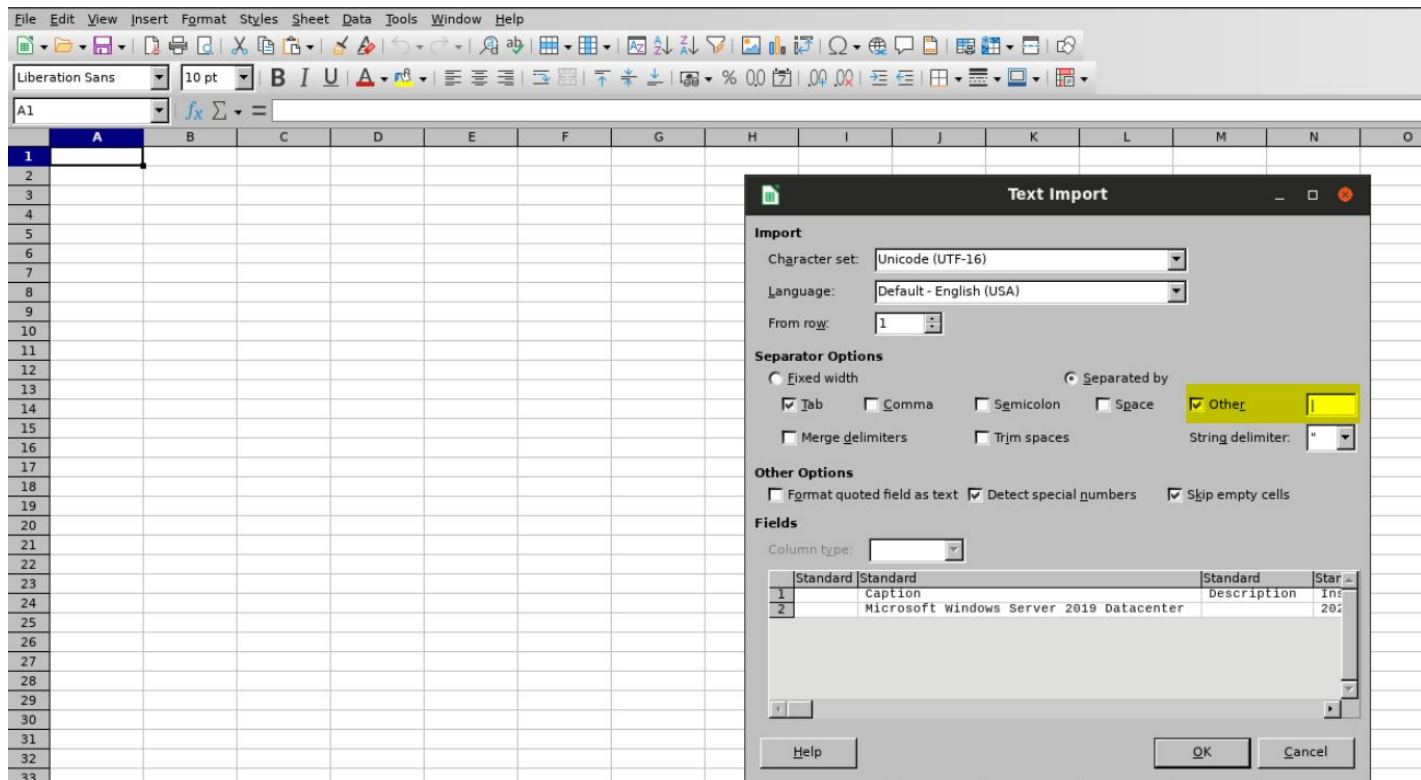 File Edit View Insert Format Styles Sheet Data Tools Window Help
Liberation Sans 10 pt B I U A
A1 fx Σ =
A B C D E F G H I J K L M N O
1
2
3
4
5
6
7
8
9
10
11
12
13
14
15
16
17
18
19
20
21
22
23
24
25
26
27
28
29
30
31
32
33
Text Import
Import
Character set: Unicode (UTF-16)
Language: Default - English (USA)
From row: 1
Separator Options
Fixed width Separated by
Tab Comma Semicolon Space Other |
Merge delimiters Trim spaces String delimiter: "
Other Options
Format quoted field as text Detect special numbers Skip empty cells
Fields
Column type:
Standard Standard Standard Star
1 Caption Description Ins
2 Microsoft Windows Server 2019 Datacenter 202
Help OK Cancel